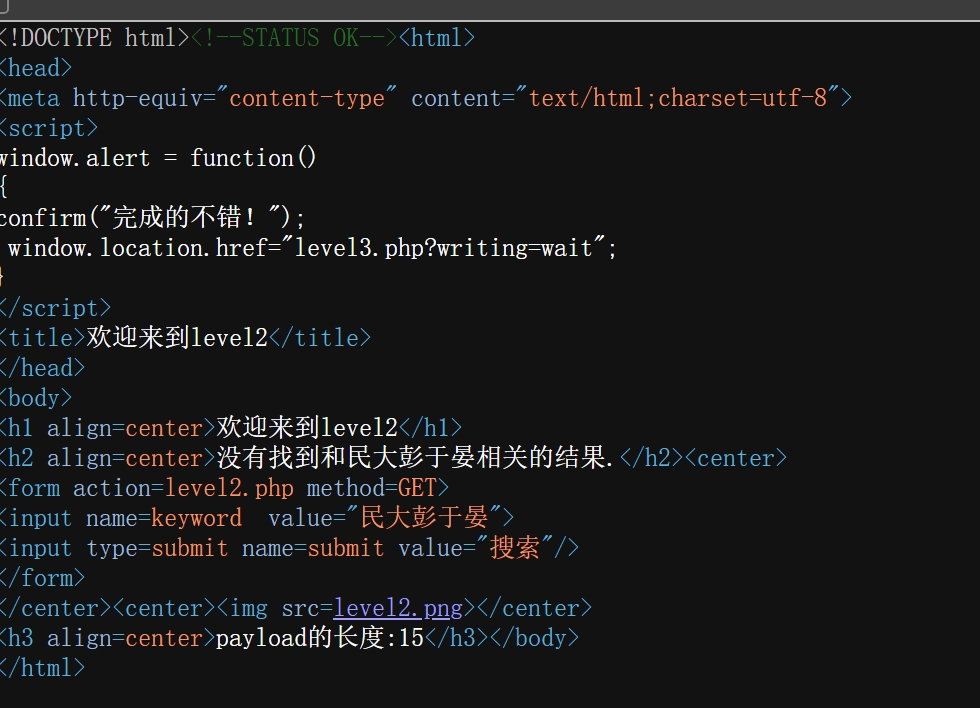 <!DOCTYPE html><!--STATUS OK--><html>
<head>
<meta http-equiv="content-type" content="text/html;charset=utf-8">
<script>
window.alert = function()
{
confirm("完成的不错！");
 window.location.href="level3.php?writing=wait";
}
</script>
<title>欢迎来到level2</title>
</head>
<body>
<h1 align=center>欢迎来到level2</h1>
<h2 align=center>没有找到和民大彭于晏相关的结果.</h2><center>
<form action=level2.php method=GET>
<input name=keyword  value="民大彭于晏">
<input type=submit name=submit value="搜索"/>
</form>
</center><center><img src=level2.png></center>
<h3 align=center>payload的长度:15</h3></body>
</html>